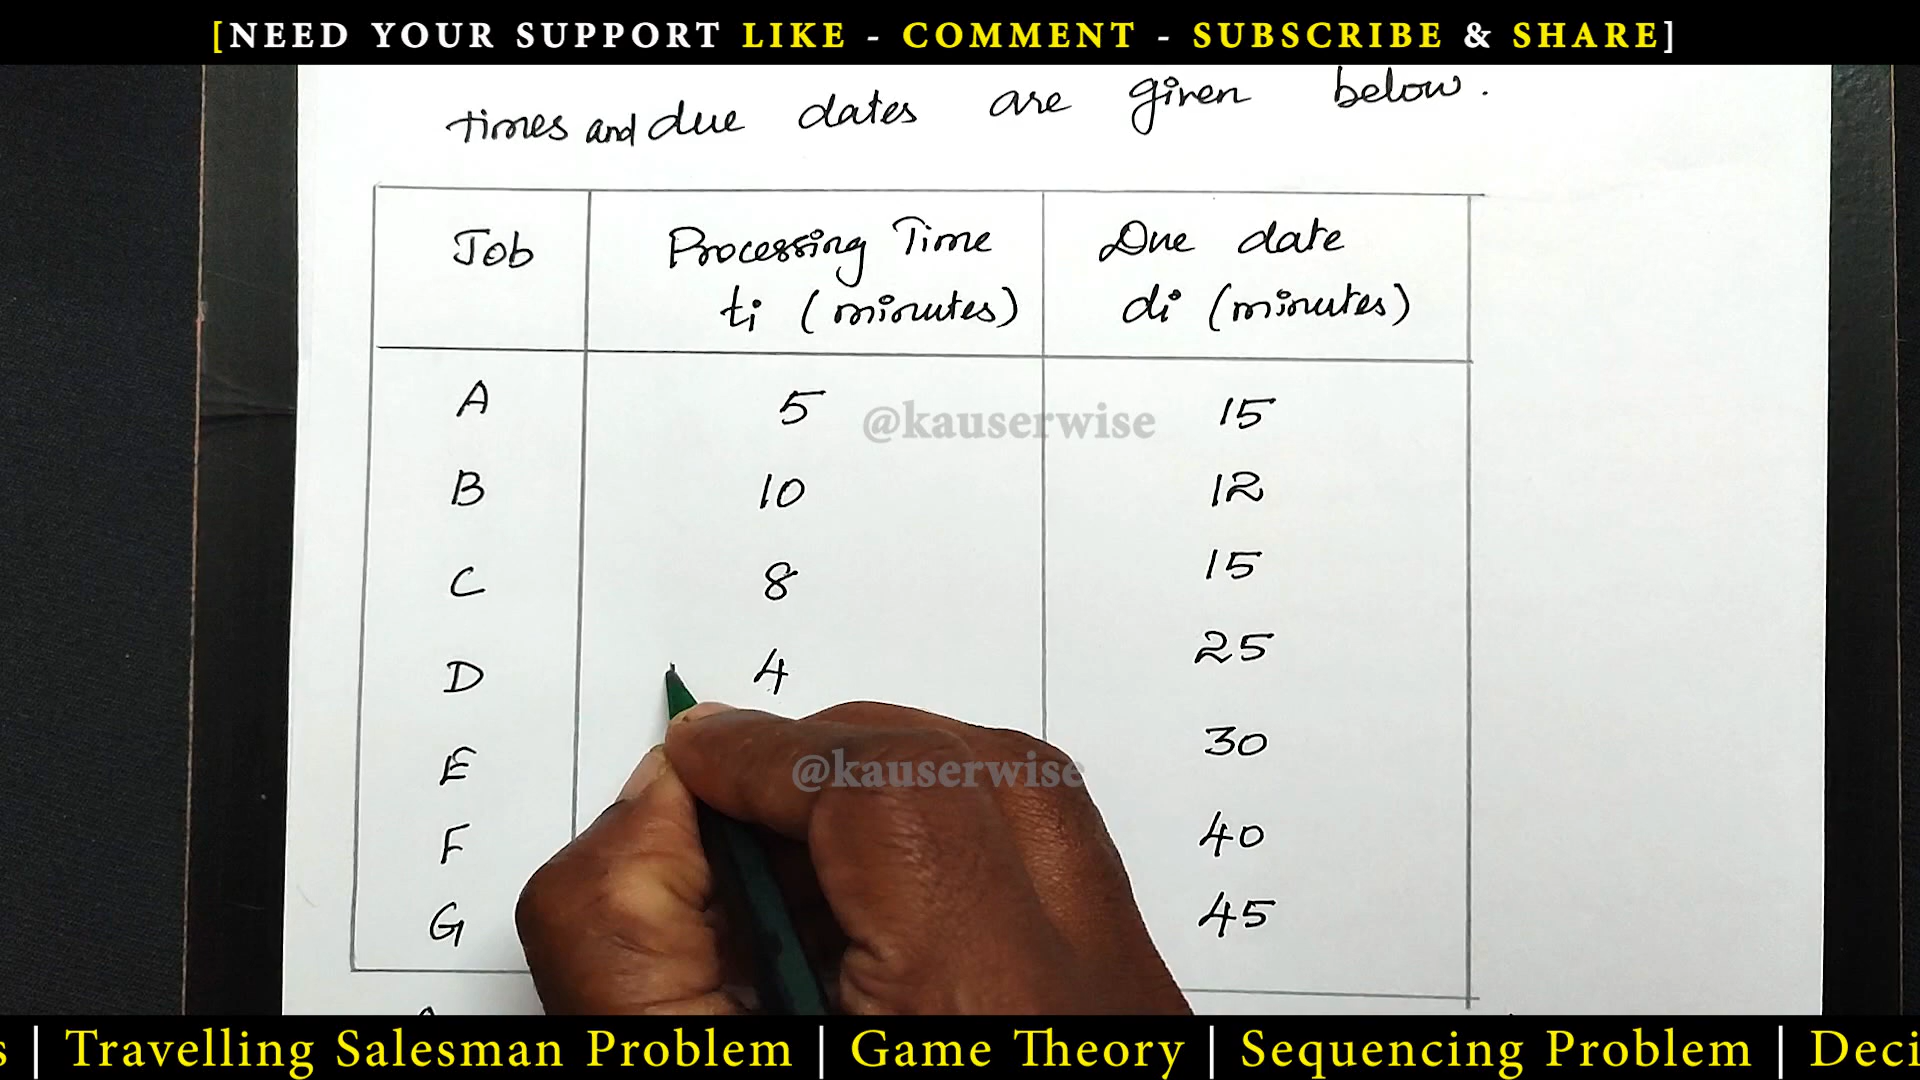 [NEED YOUR SUPPORT LIKE - COMMENT - SUBSCRIBE & SHARE]
times and due dates are given below.
Job Processing Time ti (minutes) Due date di (minutes)
A 5 15
@kauserwise
B 10 12
C 8 15
D 4 25
E 30
@kauserwise
F 40
G 45
s | Travelling Salesman Problem | Game Theory | Sequencing Problem | Deci